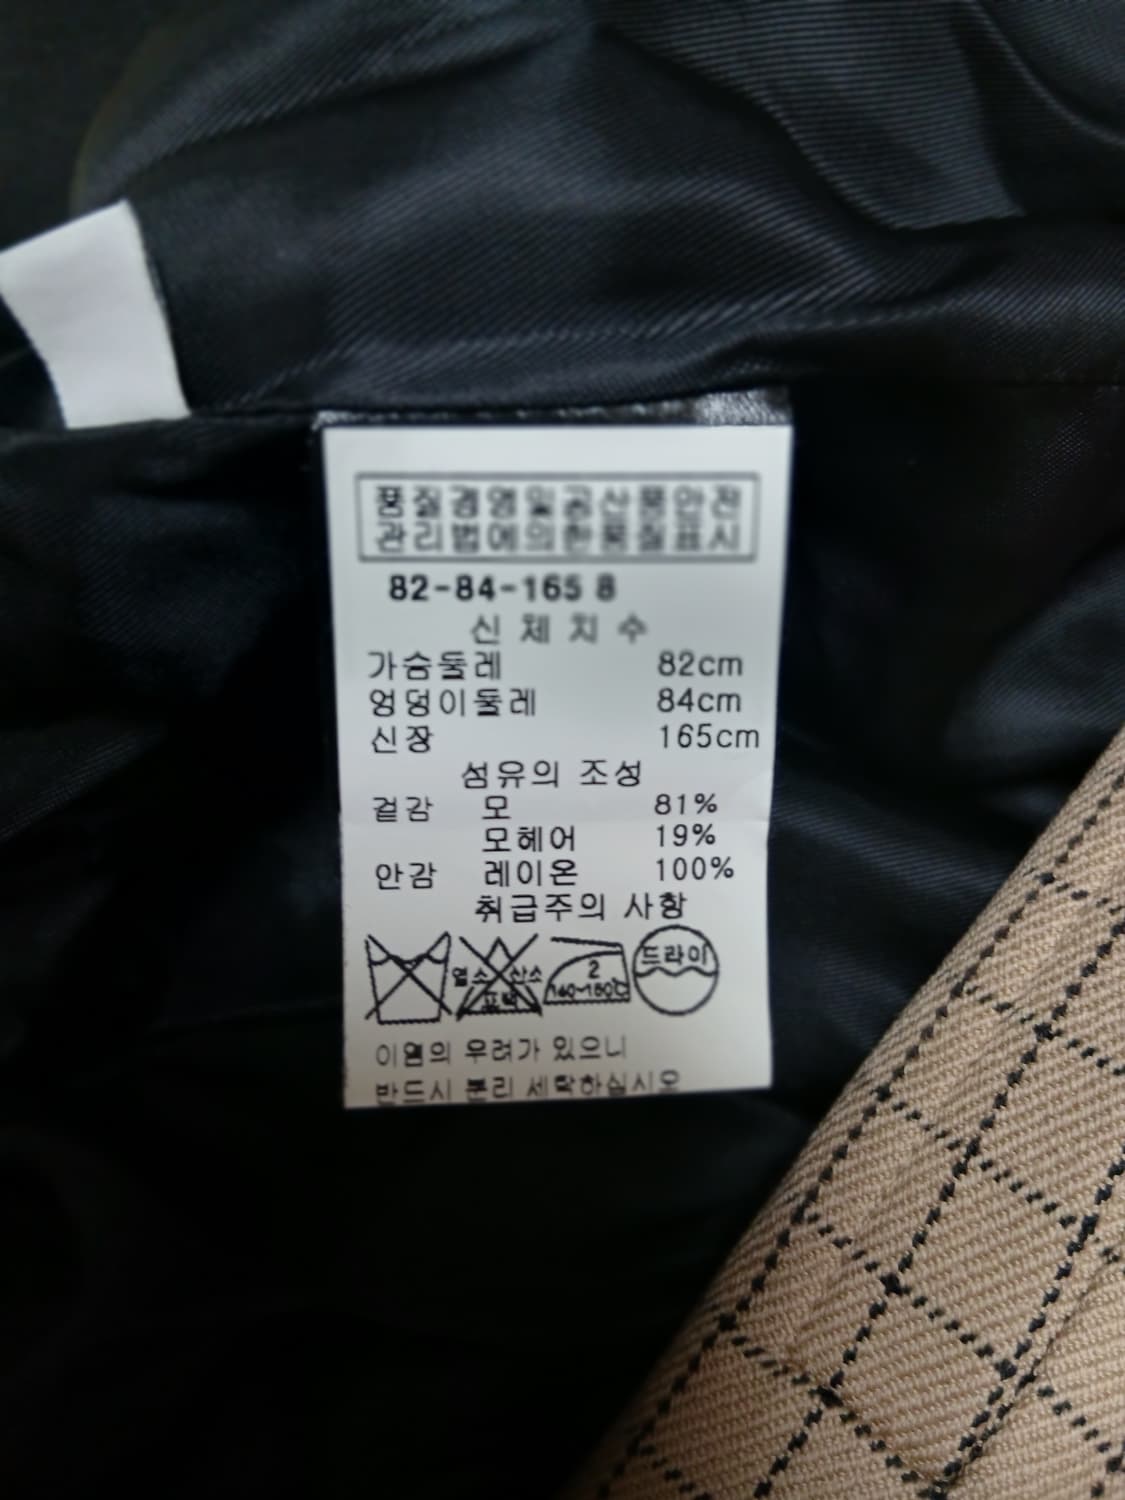 품질경영및공산품안전
관리법에의한품질표시
82-84-165 B
신체치수
가슴둘레 82cm
엉덩이둘레 84cm
신장 165cm
섬유의 조성
겉감 모 81%
모헤어 19%
안감 레이온 100%
취급주의 사항
염소 산소
표백
2
140~160℃
드라이
이염의 우려가 있으니
반드시 분리 세탁하십시오